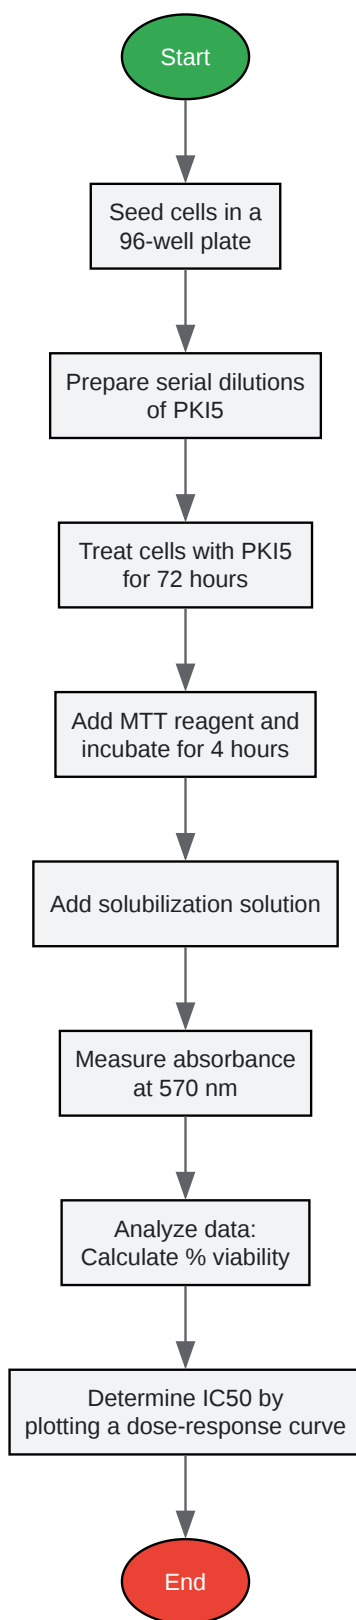 Start
Seed cells in a
96-well plate
Prepare serial dilutions
of PKI5
Treat cells with PKI5
for 72 hours
Add MTT reagent and
incubate for 4 hours
Add solubilization solution
Measure absorbance
at 570 nm
Analyze data:
Calculate % viability
Determine IC50 by
plotting a dose-response curve
End